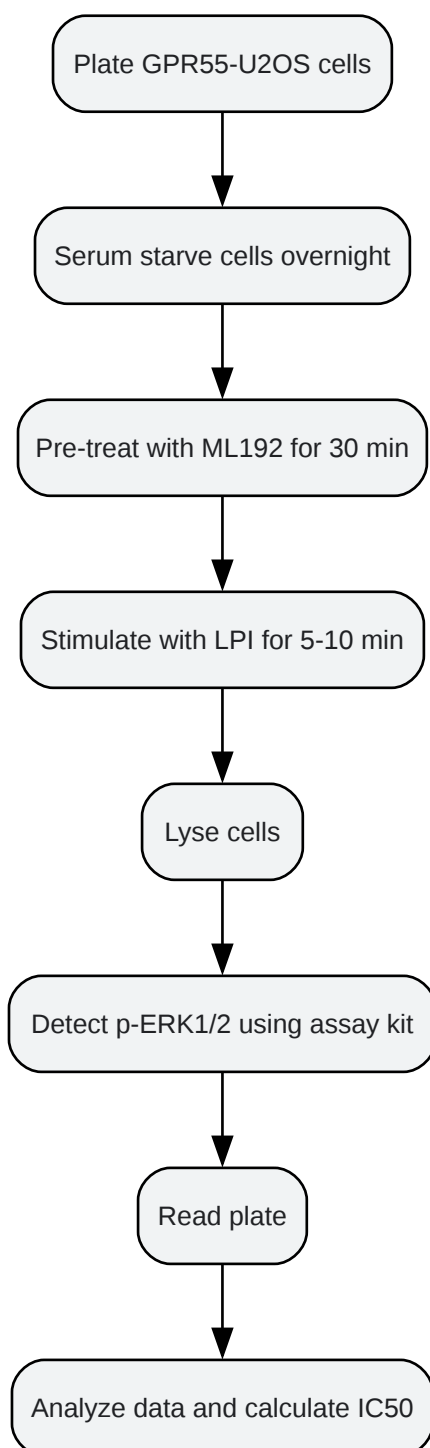 Plate GPR55-U2OS cells
Serum starve cells overnight
Pre-treat with ML192 for 30 min
Stimulate with LPI for 5-10 min
Lyse cells
Detect p-ERK1/2 using assay kit
Read plate
Analyze data and calculate IC50